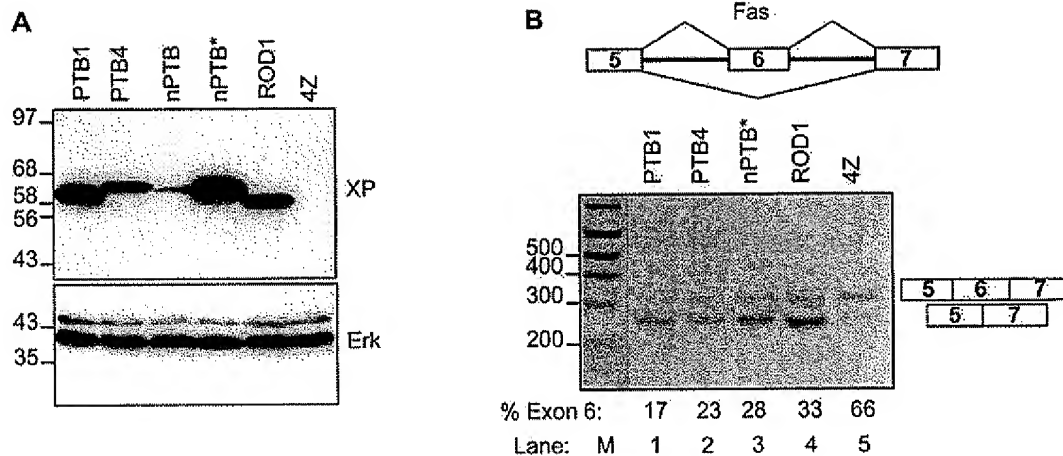 A
PTB1 PTB4 nPTB nPTB* ROD1 4Z
97
68
58
56
43
XP
43
35
Erk
B
Fas
5 6 7
PTB1 PTB4 nPTB* ROD1 4Z
500
400
300
200
5 6 7
5 7
% Exon 6: 17 23 28 33 66
Lane: M 1 2 3 4 5